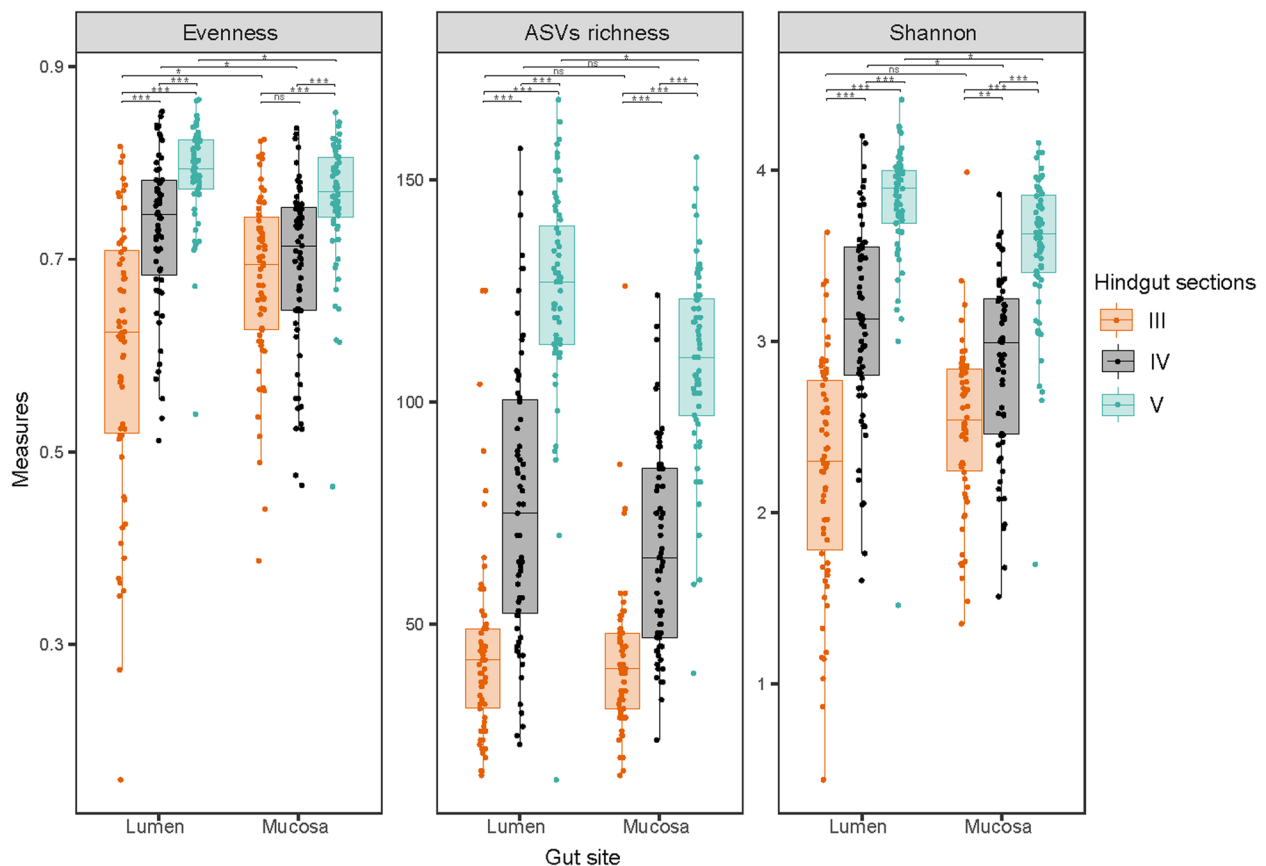 Evenness
ASVs richness
Shannon
Measures
0.9
0.7
0.5
0.3
*
*
*
***
***
***
***
***
ns
150
100
50
*
ns
ns
***
***
***
***
***
***
4
3
2
1
*
*
ns
***
***
***
***
***
**
Lumen
Mucosa
Lumen
Mucosa
Lumen
Mucosa
Gut site
Hindgut sections
III
IV
V